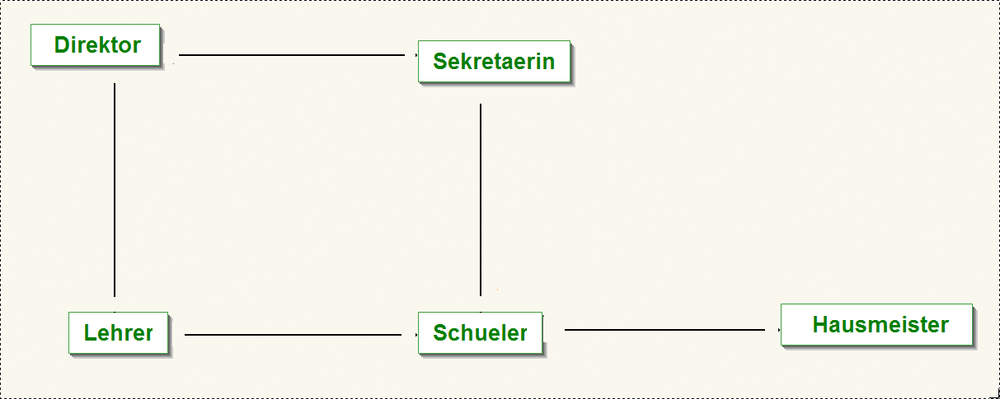 Direktor
Sekretaerin
Lehrer
Schueler
Hausmeister